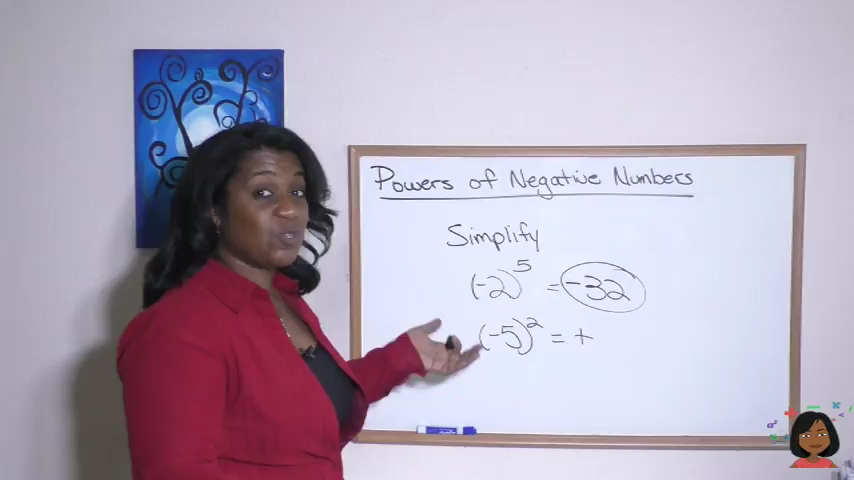 Powers of Negative Numbers
Simplify
(-2)⁵ = -32
(-5)² = +